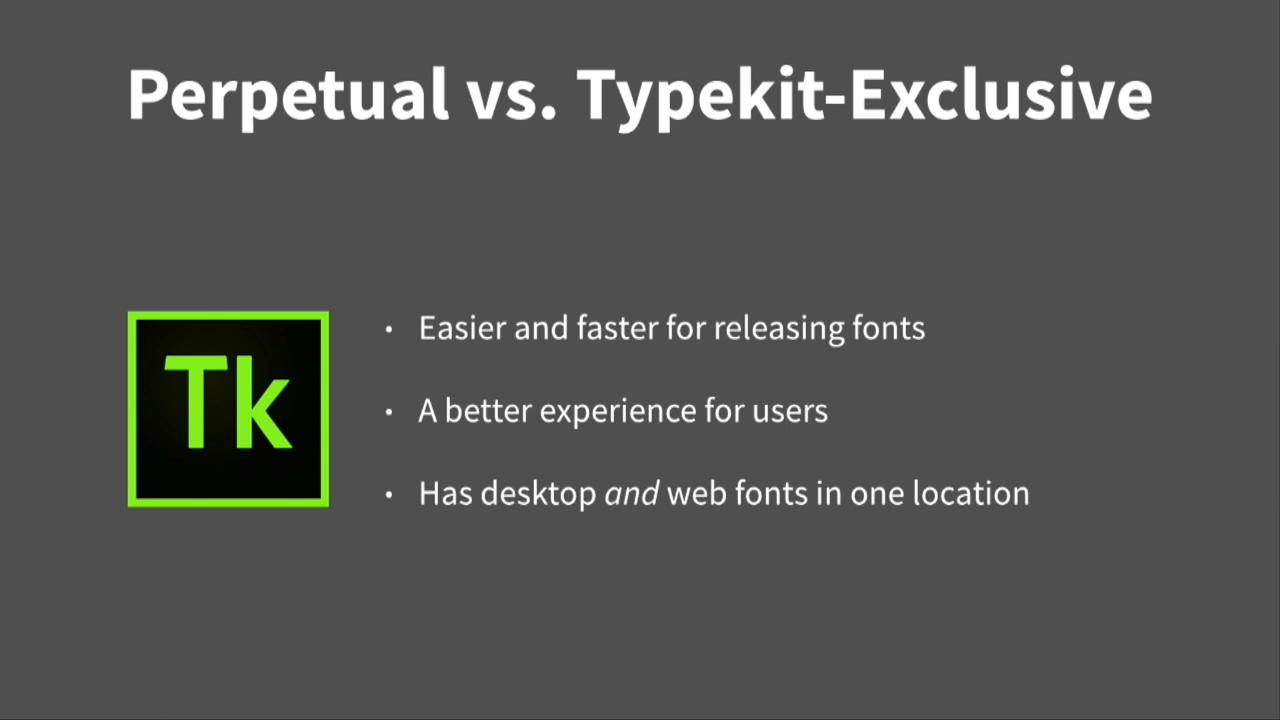 Perpetual vs. Typekit-Exclusive
Tk
• Easier and faster for releasing fonts
• A better experience for users
• Has desktop and web fonts in one location